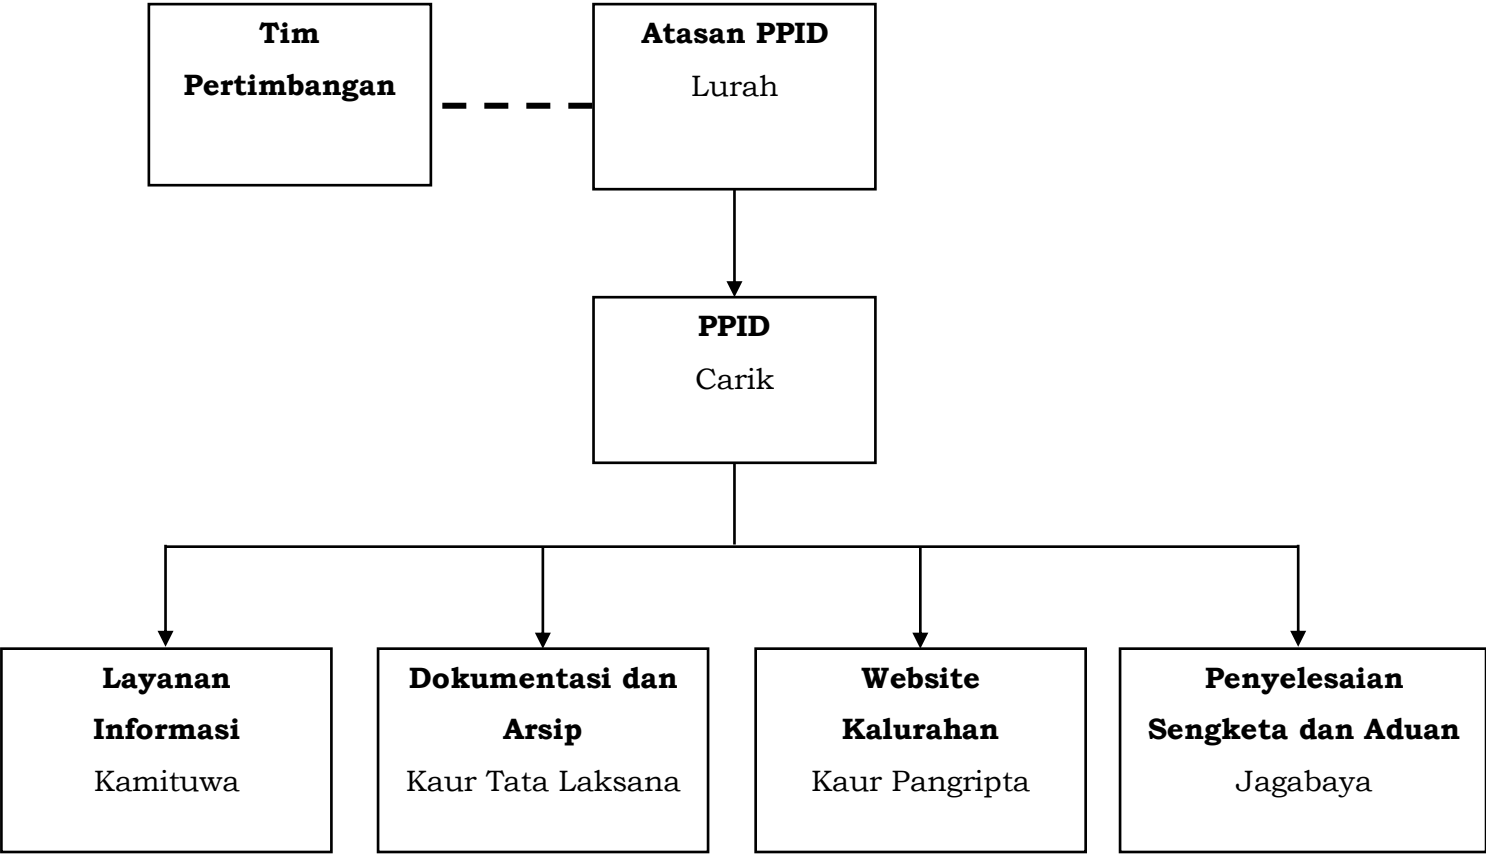 Tim
Pertimbangan
Atasan PPID
Lurah
PPID
Carik
Layanan
Informasi
Kamituwa
Dokumentasi dan
Arsip
Kaur Tata Laksana
Website
Kalurahan
Kaur Pangripta
Penyelesaian
Sengketa dan Aduan
Jagabaya